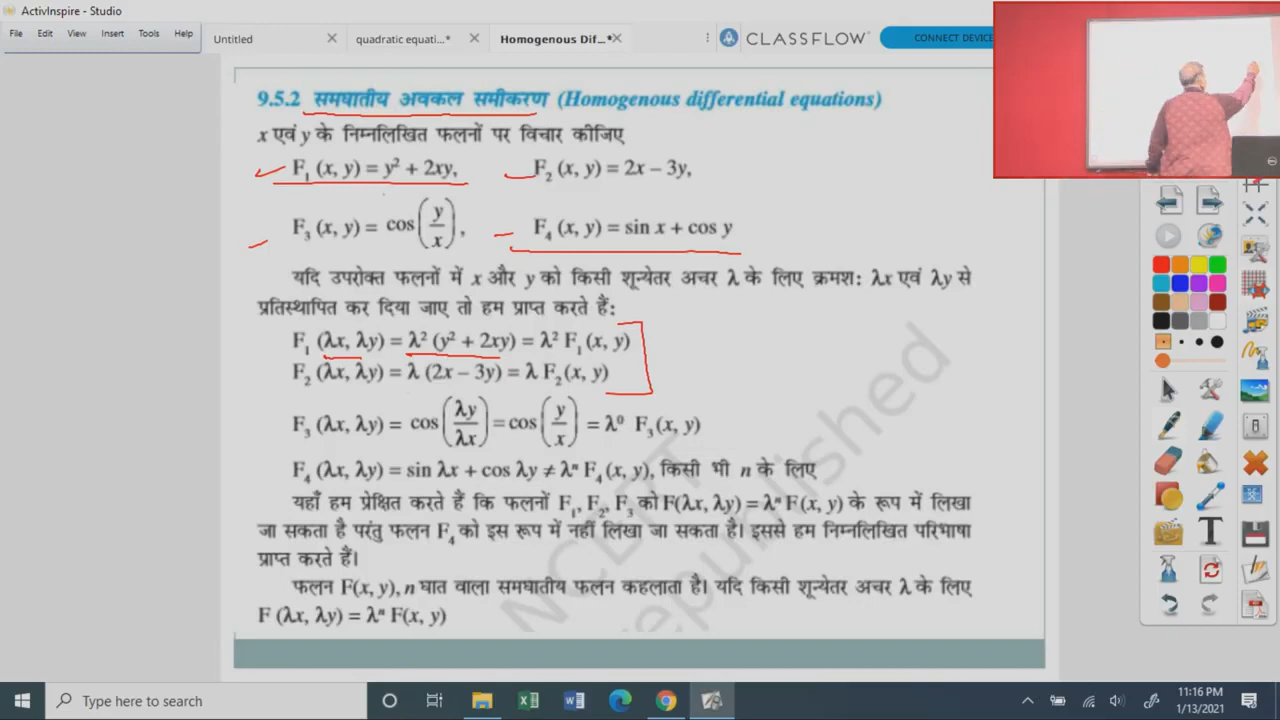 ActivInspire - Studio
File Edit View Insert Tools Help
Untitled
quadratic equati...*
Homogenous Dif...*
CLASSFLOW
CONNECT DEVICE
9.5.2 समघातीय अवकल समीकरण (Homogenous differential equations)
x एवं y के निम्नलिखित फलनों पर विचार कीजिए
F₁ (x, y) = y² + 2xy, F₂ (x, y) = 2x – 3y,
F₃ (x, y) = cos(y/x), F₄ (x, y) = sin x + cos y
यदि उपरोक्त फलनों में x और y को किसी शून्येतर अचर λ के लिए क्रमश: λx एवं λy से
प्रतिस्थापित कर दिया जाए तो हम प्राप्त करते हैं:
F₁ (λx, λy) = λ² (y² + 2xy) = λ² F₁ (x, y)
F₂ (λx, λy) = λ (2x – 3y) = λ F₂ (x, y)
F₃ (λx, λy) = cos(λy/λx) = cos(y/x) = λ⁰ F₃ (x, y)
F₄ (λx, λy) = sin λx + cos λy ≠ λⁿ F₄ (x, y), किसी भी n के लिए
यहाँ हम प्रेक्षित करते हैं कि फलनों F₁, F₂, F₃ को F(λx, λy) = λⁿ F(x, y) के रूप में लिखा
जा सकता है परंतु फलन F₄ को इस रूप में नहीं लिखा जा सकता है। इससे हम निम्नलिखित परिभाषा
प्राप्त करते हैं।
फलन F(x, y), n घात वाला समघातीय फलन कहलाता है। यदि किसी शून्येतर अचर λ के लिए
F (λx, λy) = λⁿ F(x, y)
republished
Type here to search
11:16 PM
1/13/2021